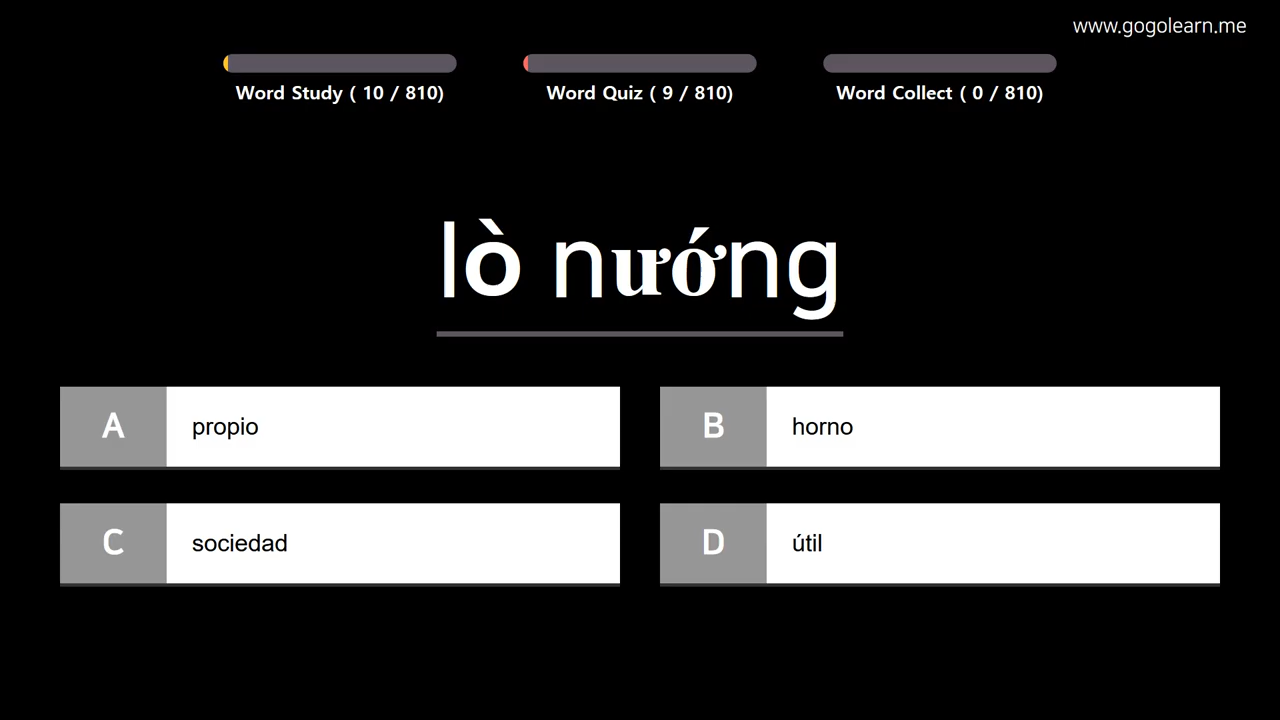 www.gogolearn.me
Word Study ( 10 / 810)
Word Quiz ( 9 / 810)
Word Collect ( 0 / 810)
lò nướng
A propio
B horno
C sociedad
D útil